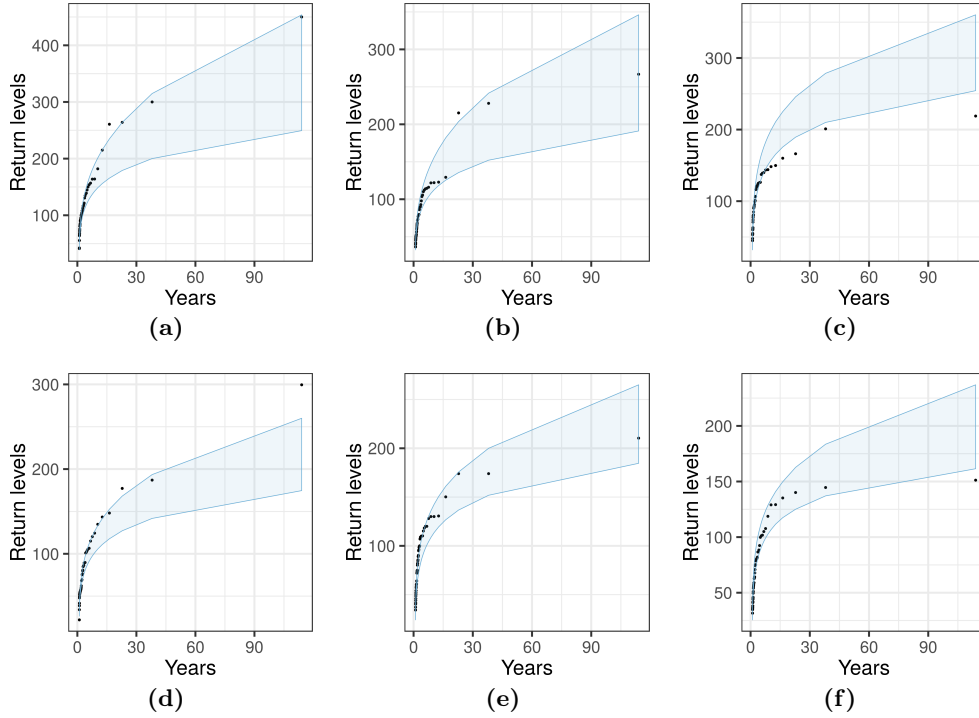 400
300
200
100
Return levels
0 30 60 90
Years
(a)
300
200
100
Return levels
0 30 60 90
Years
(b)
300
200
100
Return levels
0 30 60 90
Years
(c)
300
200
100
Return levels
0 30 60 90
Years
(d)
200
100
Return levels
0 30 60 90
Years
(e)
200
150
100
50
Return levels
0 30 60 90
Years
(f)